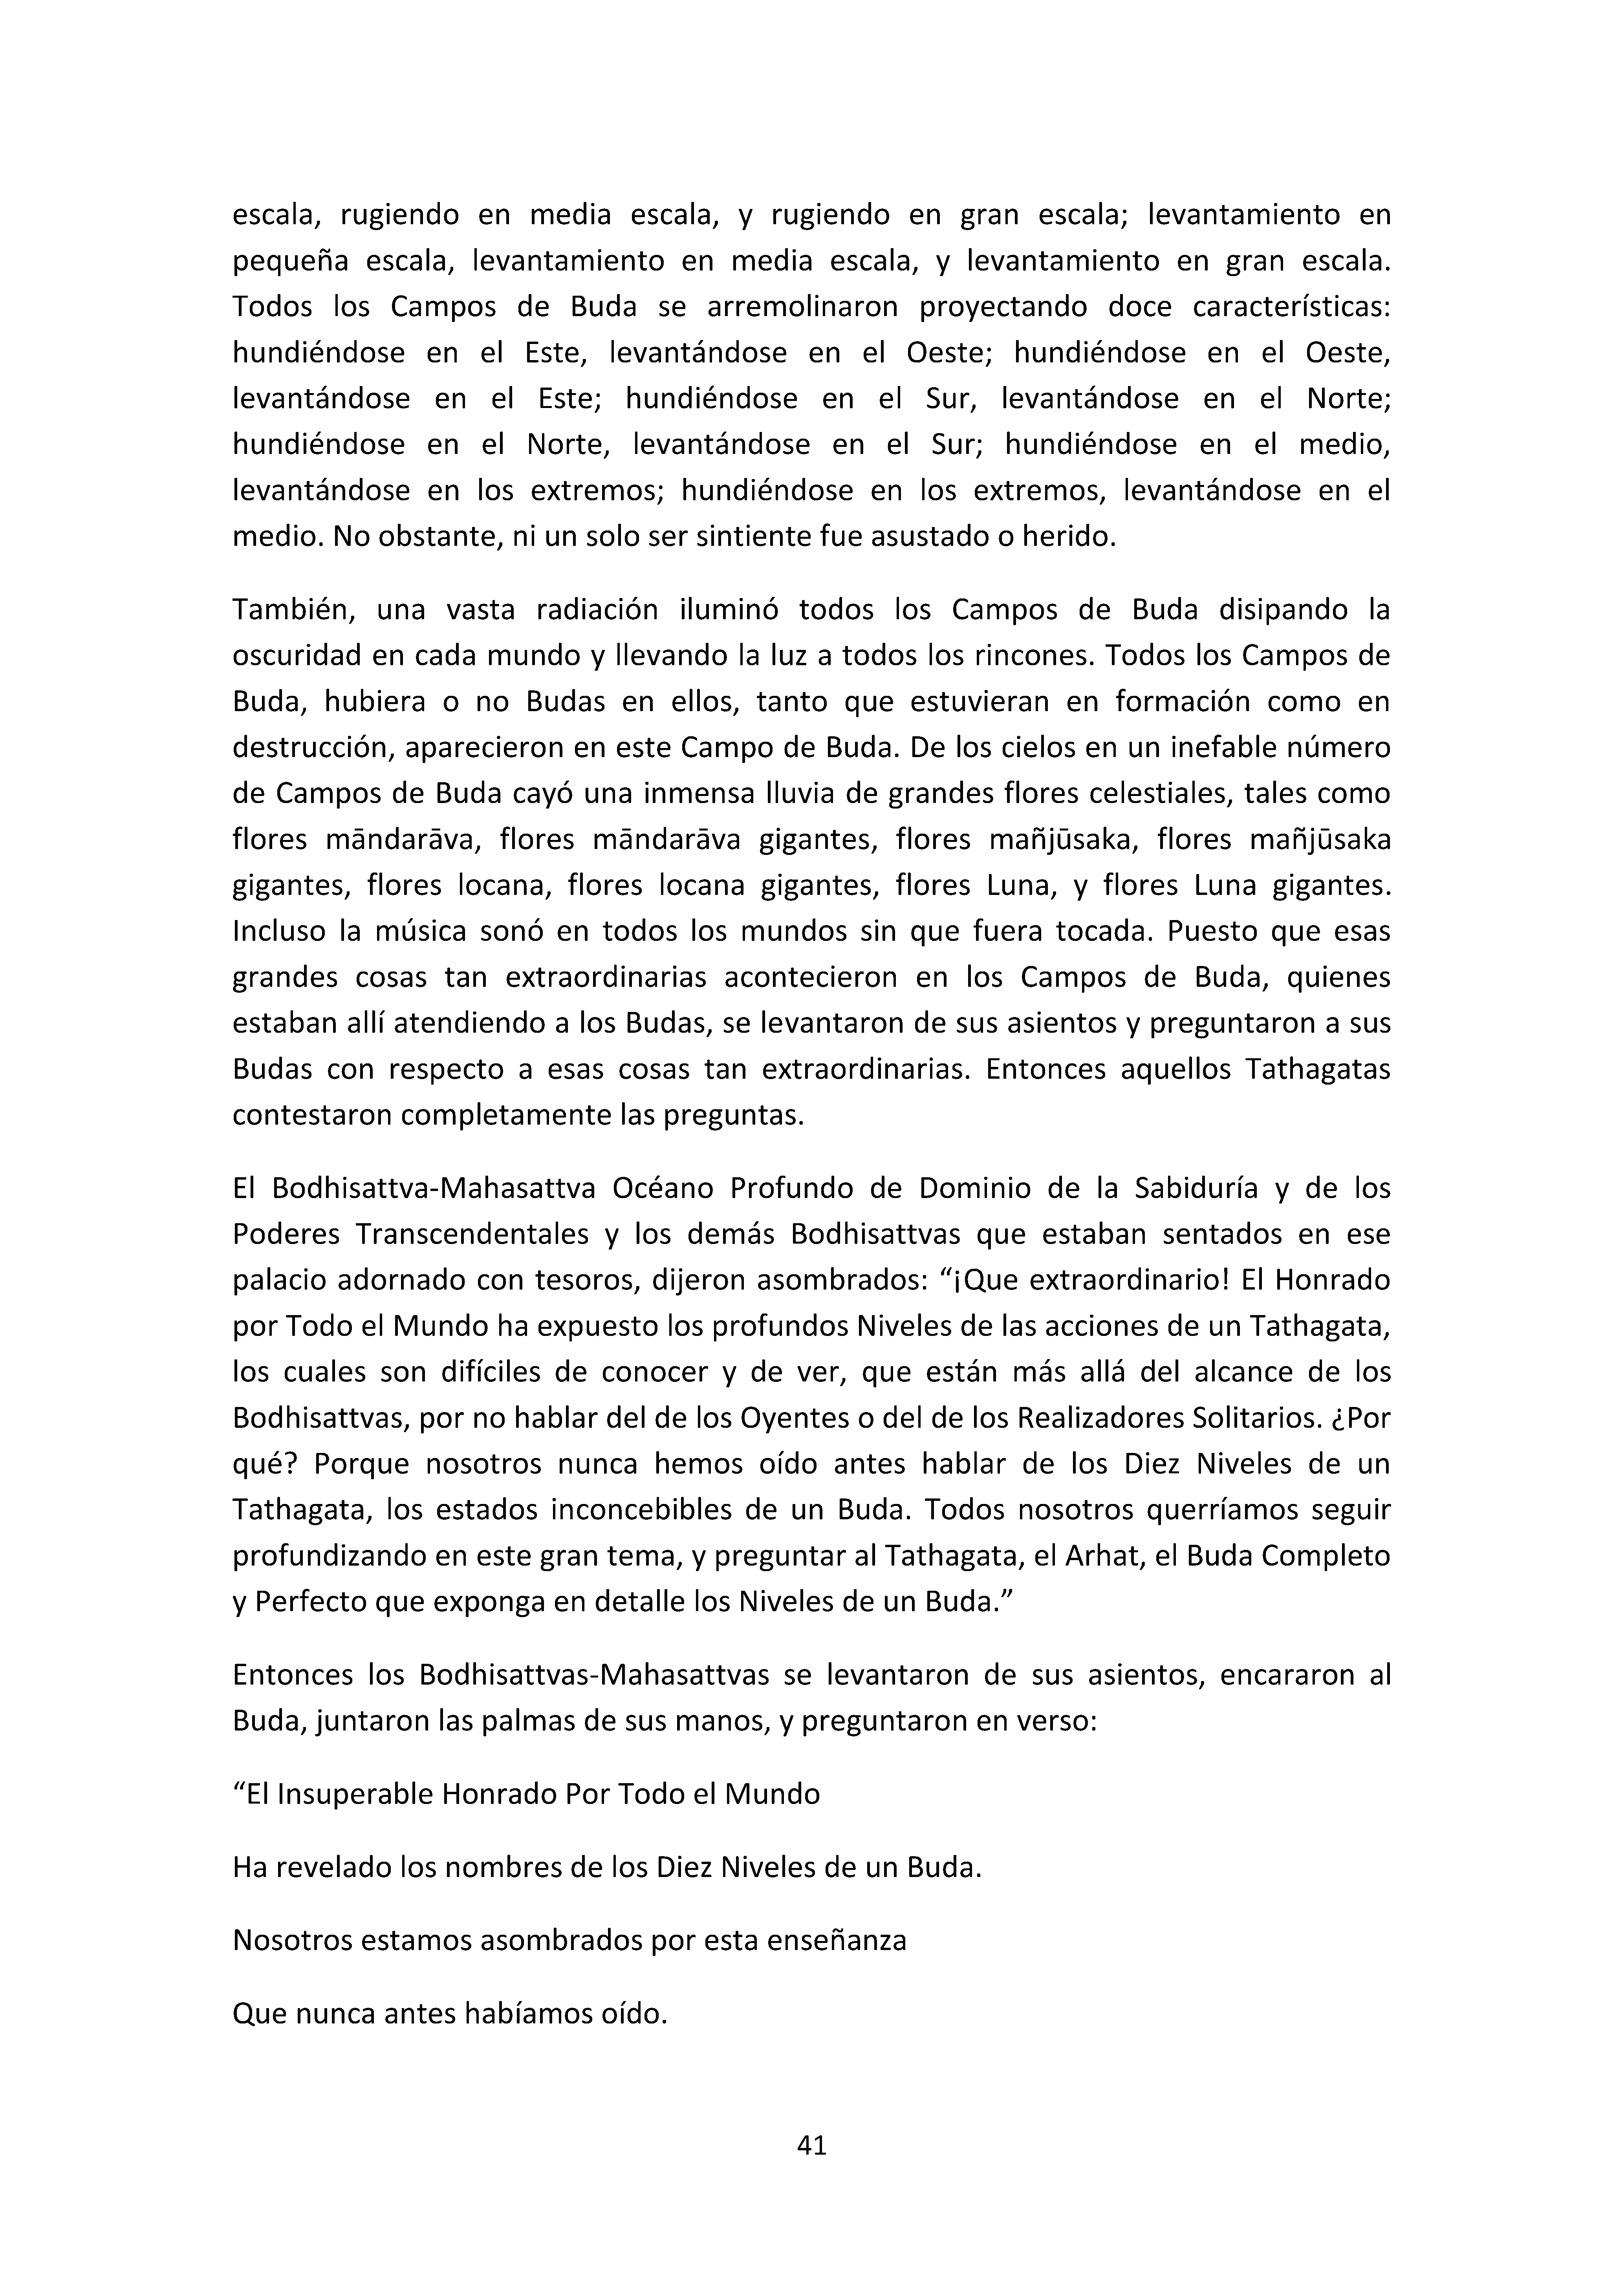 escala, rugiendo en media escala, y rugiendo en gran escala; levantamiento en
pequeña escala, levantamiento en media escala, y levantamiento en gran escala.
Todos los Campos de Buda se arremolinaron proyectando doce características:
hundiéndose en el Este, levantándose en el Oeste; hundiéndose en el Oeste,
levantándose en el Este; hundiéndose en el Sur, levantándose en el Norte;
hundiéndose en el Norte, levantándose en el Sur; hundiéndose en el medio,
levantándose en los extremos; hundiéndose en los extremos, levantándose en el
medio. No obstante, ni un solo ser sintiente fue asustado o herido.
También, una vasta radiación iluminó todos los Campos de Buda disipando la
oscuridad en cada mundo y llevando la luz a todos los rincones. Todos los Campos de
Buda, hubiera o no Budas en ellos, tanto que estuvieran en formación como en
destrucción, aparecieron en este Campo de Buda. De los cielos en un inefable número
de Campos de Buda cayó una inmensa lluvia de grandes flores celestiales, tales como
flores māndarāva, flores māndarāva gigantes, flores mañjūsaka, flores mañjūsaka
gigantes, flores locana, flores locana gigantes, flores Luna, y flores Luna gigantes.
Incluso la música sonó en todos los mundos sin que fuera tocada. Puesto que esas
grandes cosas tan extraordinarias acontecieron en los Campos de Buda, quienes
estaban allí atendiendo a los Budas, se levantaron de sus asientos y preguntaron a sus
Budas con respecto a esas cosas tan extraordinarias. Entonces aquellos Tathagatas
contestaron completamente las preguntas.
El Bodhisattva-Mahasattva Océano Profundo de Dominio de la Sabiduría y de los
Poderes Transcendentales y los demás Bodhisattvas que estaban sentados en ese
palacio adornado con tesoros, dijeron asombrados: “¡Que extraordinario! El Honrado
por Todo el Mundo ha expuesto los profundos Niveles de las acciones de un Tathagata,
los cuales son difíciles de conocer y de ver, que están más allá del alcance de los
Bodhisattvas, por no hablar del de los Oyentes o del de los Realizadores Solitarios. ¿Por
qué? Porque nosotros nunca hemos oído antes hablar de los Diez Niveles de un
Tathagata, los estados inconcebibles de un Buda. Todos nosotros querríamos seguir
profundizando en este gran tema, y preguntar al Tathagata, el Arhat, el Buda Completo
y Perfecto que exponga en detalle los Niveles de un Buda.”
Entonces los Bodhisattvas-Mahasattvas se levantaron de sus asientos, encararon al
Buda, juntaron las palmas de sus manos, y preguntaron en verso:
“El Insuperable Honrado Por Todo el Mundo
Ha revelado los nombres de los Diez Niveles de un Buda.
Nosotros estamos asombrados por esta enseñanza
Que nunca antes habíamos oído.
41